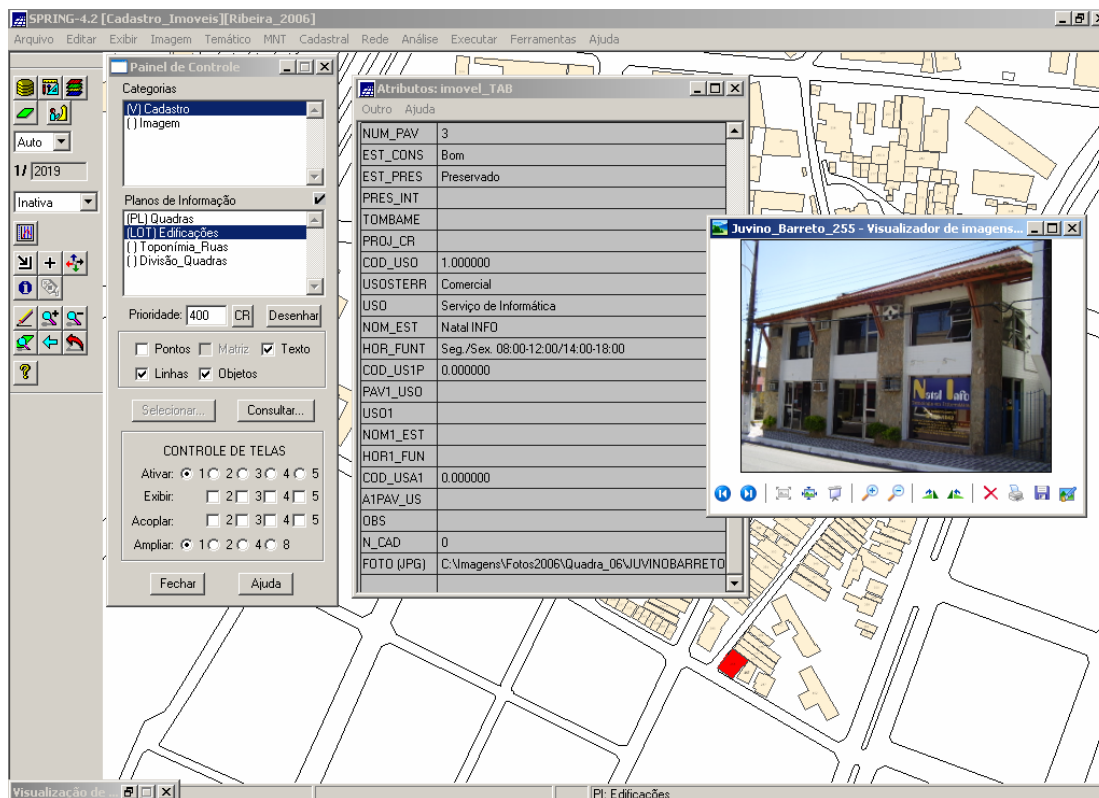 SPRING-4.2 [Cadastro_Imoveis][Ribeira_2006]
Arquivo Editar Exibir Imagem Temático MNT Cadastral Rede Análise Executar Ferramentas Ajuda
Auto
1/ 2019
Inativa
Painel de Controle
Categorias
(V) Cadastro
( ) Imagem
Planos de Informação
(PL) Quadras
(LOT) Edificações
( ) Toponímia_Ruas
( ) Divisão_Quadras
Prioridade: 400 CR Desenhar
Pontos Matriz Texto
Linhas Objetos
Selecionar... Consultar...
CONTROLE DE TELAS
Ativar: 1 2 3 4 5
Exibir: 2 3 4 5
Acoplar: 2 3 4 5
Ampliar: 1 2 4 8
Fechar Ajuda
Atributos: imovel_TAB
Outro Ajuda
NUM_PAV 3
EST_CONS Bom
EST_PRES Preservado
PRES_INT
TOMBAME
PROJ_CR
COD_USO 1.000000
USOSTERR Comercial
USO Serviço de Informática
NOM_EST Natal INFO
HOR_FUNT Seg./Sex. 08:00-12:00/14:00-18:00
COD_US1P 0.000000
PAV1_USO
USO1
NOM1_EST
HOR1_FUN
COD_USA1 0.000000
A1PAV_US
OBS
N_CAD 0
FOTO (JPG) C:\Imagens\Fotos2006\Quadra_06\JUVINOBARRETO
Juvino_Barreto_255 - Visualizador de imagens...
Natal Info
Visualização de ...
PI: Edificações